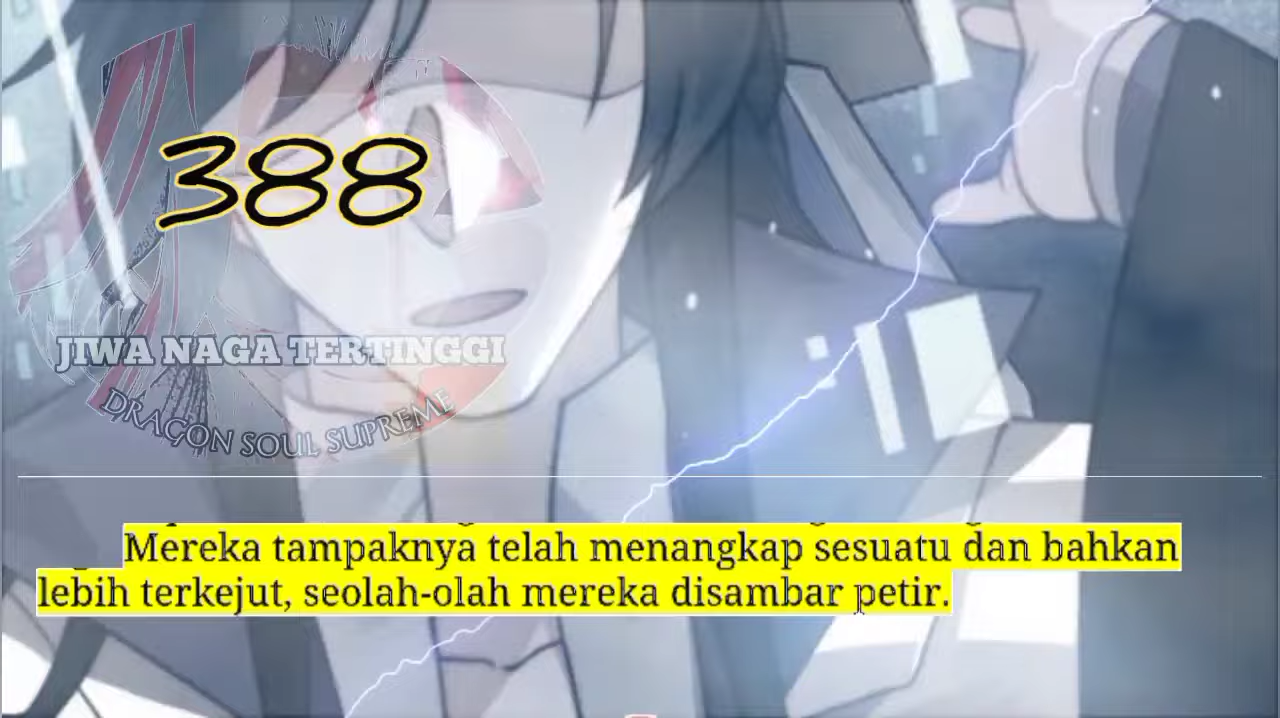 388
JIWA NAGA TERTINGGI
DRAGON SOUL SUPREME
Mereka tampaknya telah menangkap sesuatu dan bahkan
lebih terkejut, seolah-olah mereka disambar petir.